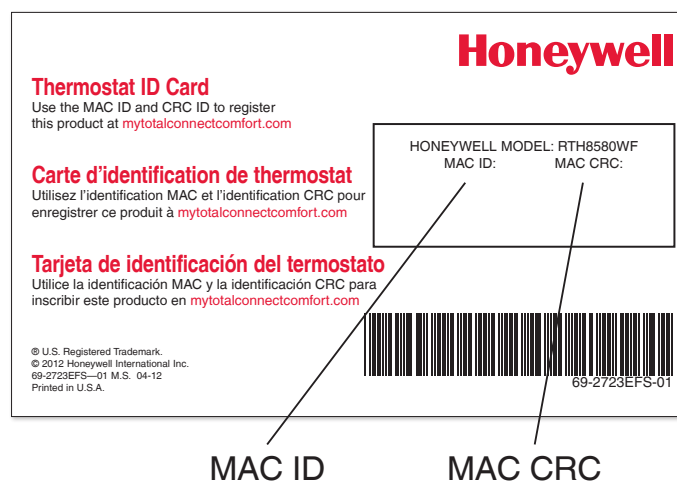 Honeywell
Thermostat ID Card
Use the MAC ID and CRC ID to register
this product at mytotalconnectcomfort.com
HONEYWELL MODEL: RTH8580WF
MAC ID: MAC CRC:
Carte d'identification de thermostat
Utilisez l'identification MAC et l'identification CRC pour
enregistrer ce produit à mytotalconnectcomfort.com
Tarjeta de identificación del termostato
Utilice la identificación MAC y la identificación CRC para
inscribir este producto en mytotalconnectcomfort.com
® U.S. Registered Trademark.
© 2012 Honeywell International Inc.
69-2723EFS—01 M.S. 04-12
Printed in U.S.A.
69-2723EFS-01
MAC ID MAC CRC